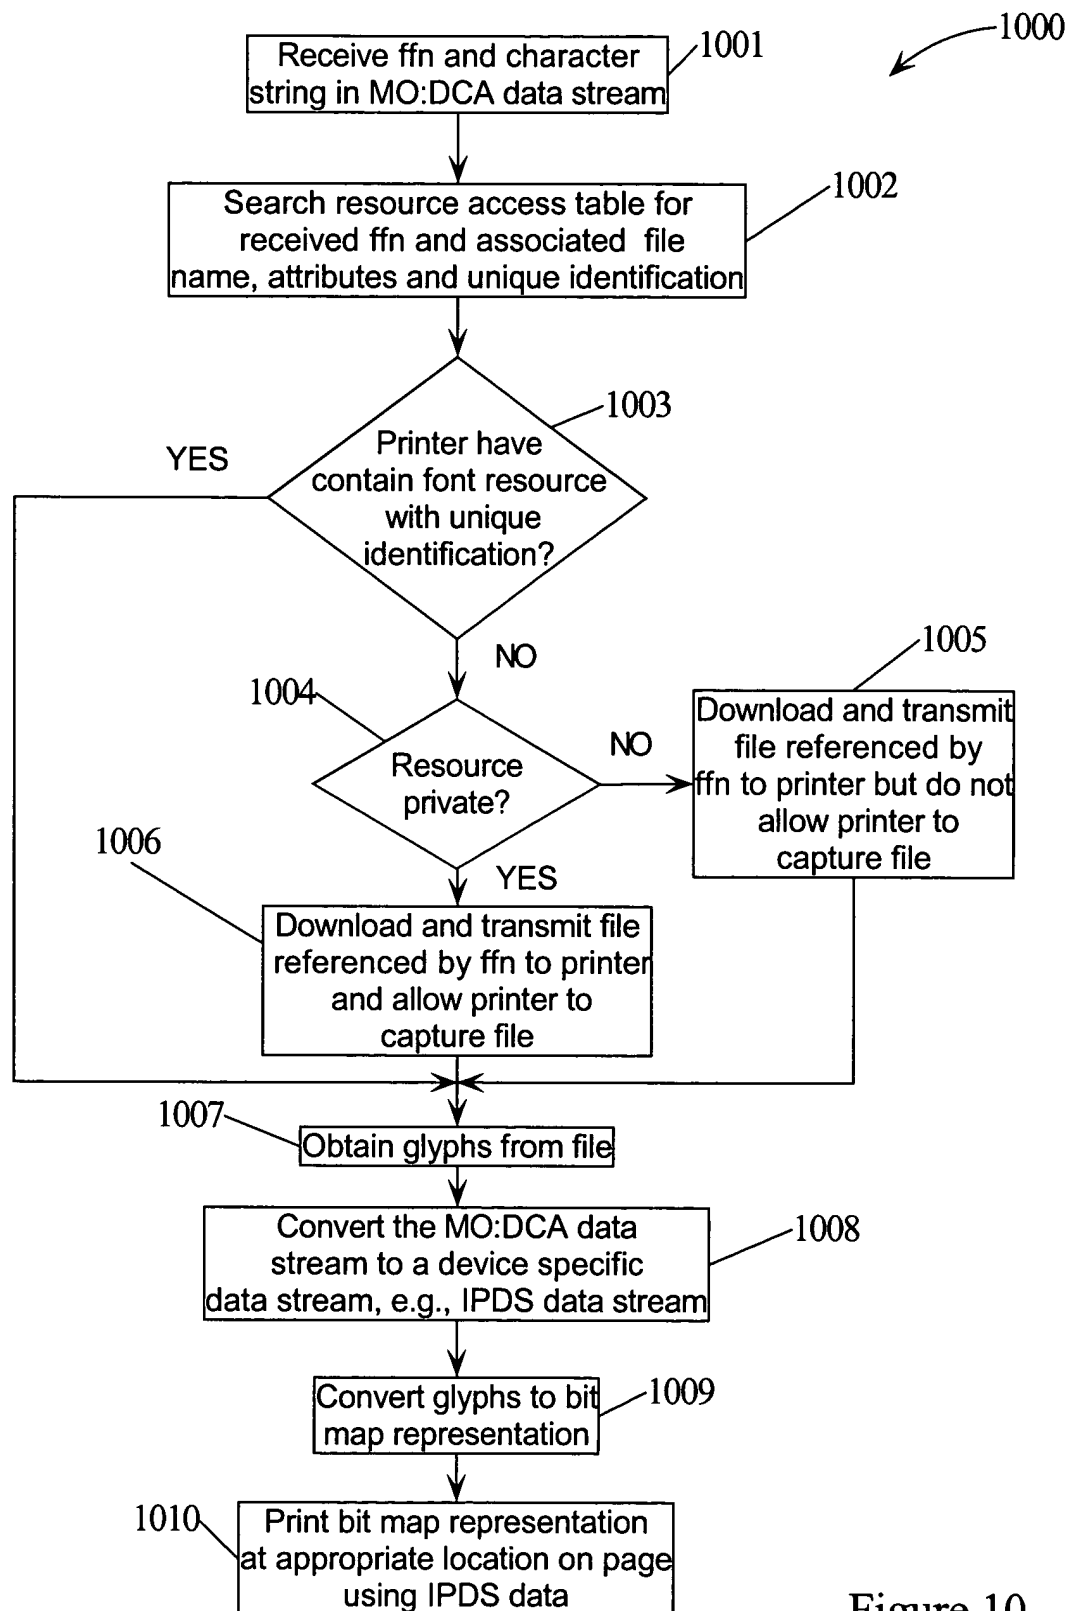 1000
Receive ffn and character
string in MO:DCA data stream
1001
Search resource access table for
received ffn and associated file
name, attributes and unique identification
1002
Printer have
contain font resource
with unique
identification?
1003
YES
NO
1004
Resource
private?
NO
1005
Download and transmit
file referenced by
ffn to printer but do not
allow printer to
capture file
YES
1006
Download and transmit file
referenced by ffn to printer
and allow printer to
capture file
1007
Obtain glyphs from file
Convert the MO:DCA data
stream to a device specific
data stream, e.g., IPDS data stream
1008
Convert glyphs to bit
map representation
1009
1010
Print bit map representation
at appropriate location on page
using IPDS data
Figure 10